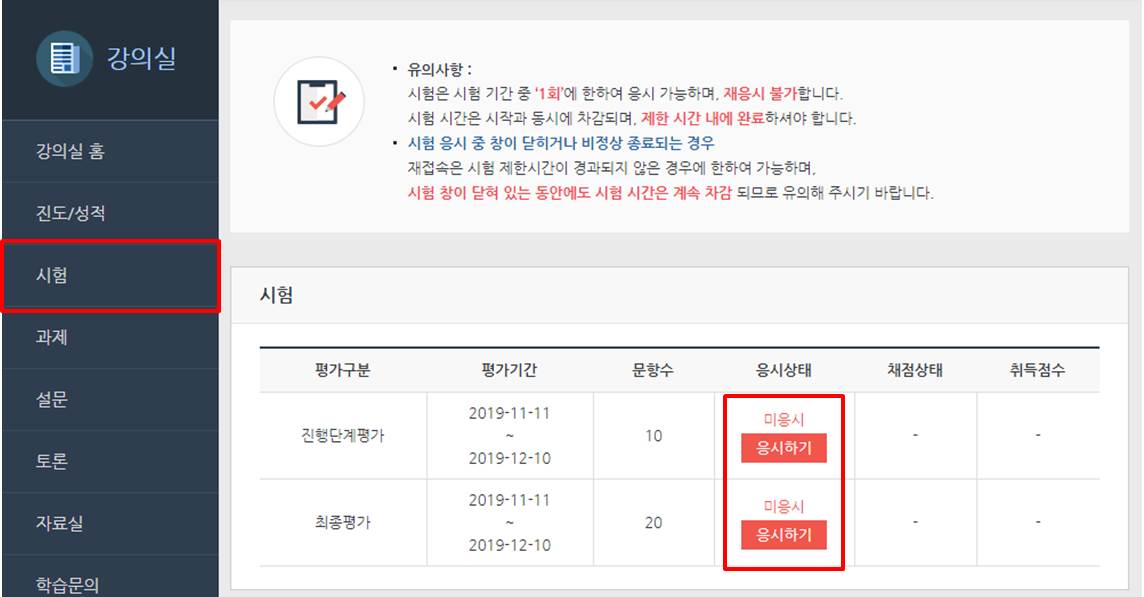 강의실
강의실 홈
진도/성적
시험
과제
설문
토론
자료실
학습문의
유의사항 :
시험은 시험 기간 중 '1회'에 한하여 응시 가능하며, 재응시 불가합니다.
시험 시간은 시작과 동시에 차감되며, 제한 시간 내에 완료하셔야 합니다.
시험 응시 중 창이 닫히거나 비정상 종료되는 경우
재접속은 시험 제한시간이 경과되지 않은 경우에 한하여 가능하며,
시험 창이 닫혀 있는 동안에도 시험 시간은 계속 차감 되므로 유의해 주시기 바랍니다.
시험
평가구분 평가기간 문항수 응시상태 채점상태 취득점수
진행단계평가 2019-11-11 ~ 2019-12-10 10 미응시 응시하기 - -
최종평가 2019-11-11 ~ 2019-12-10 20 미응시 응시하기 - -